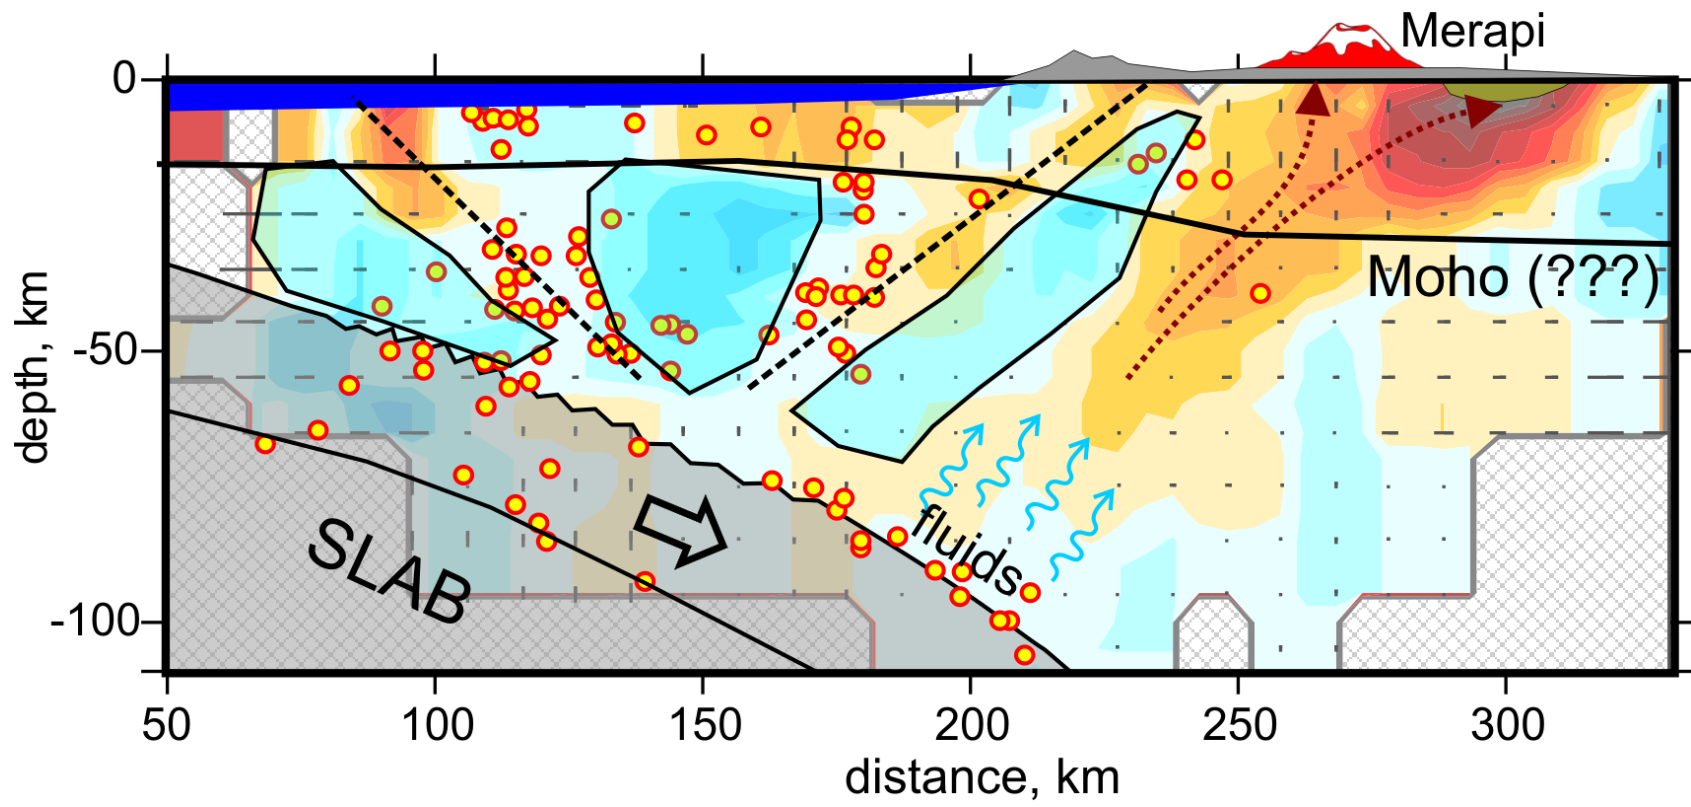 Merapi
0
Moho (???)
-50
depth, km
fluids
SLAB
-100
50 100 150 200 250 300
distance, km